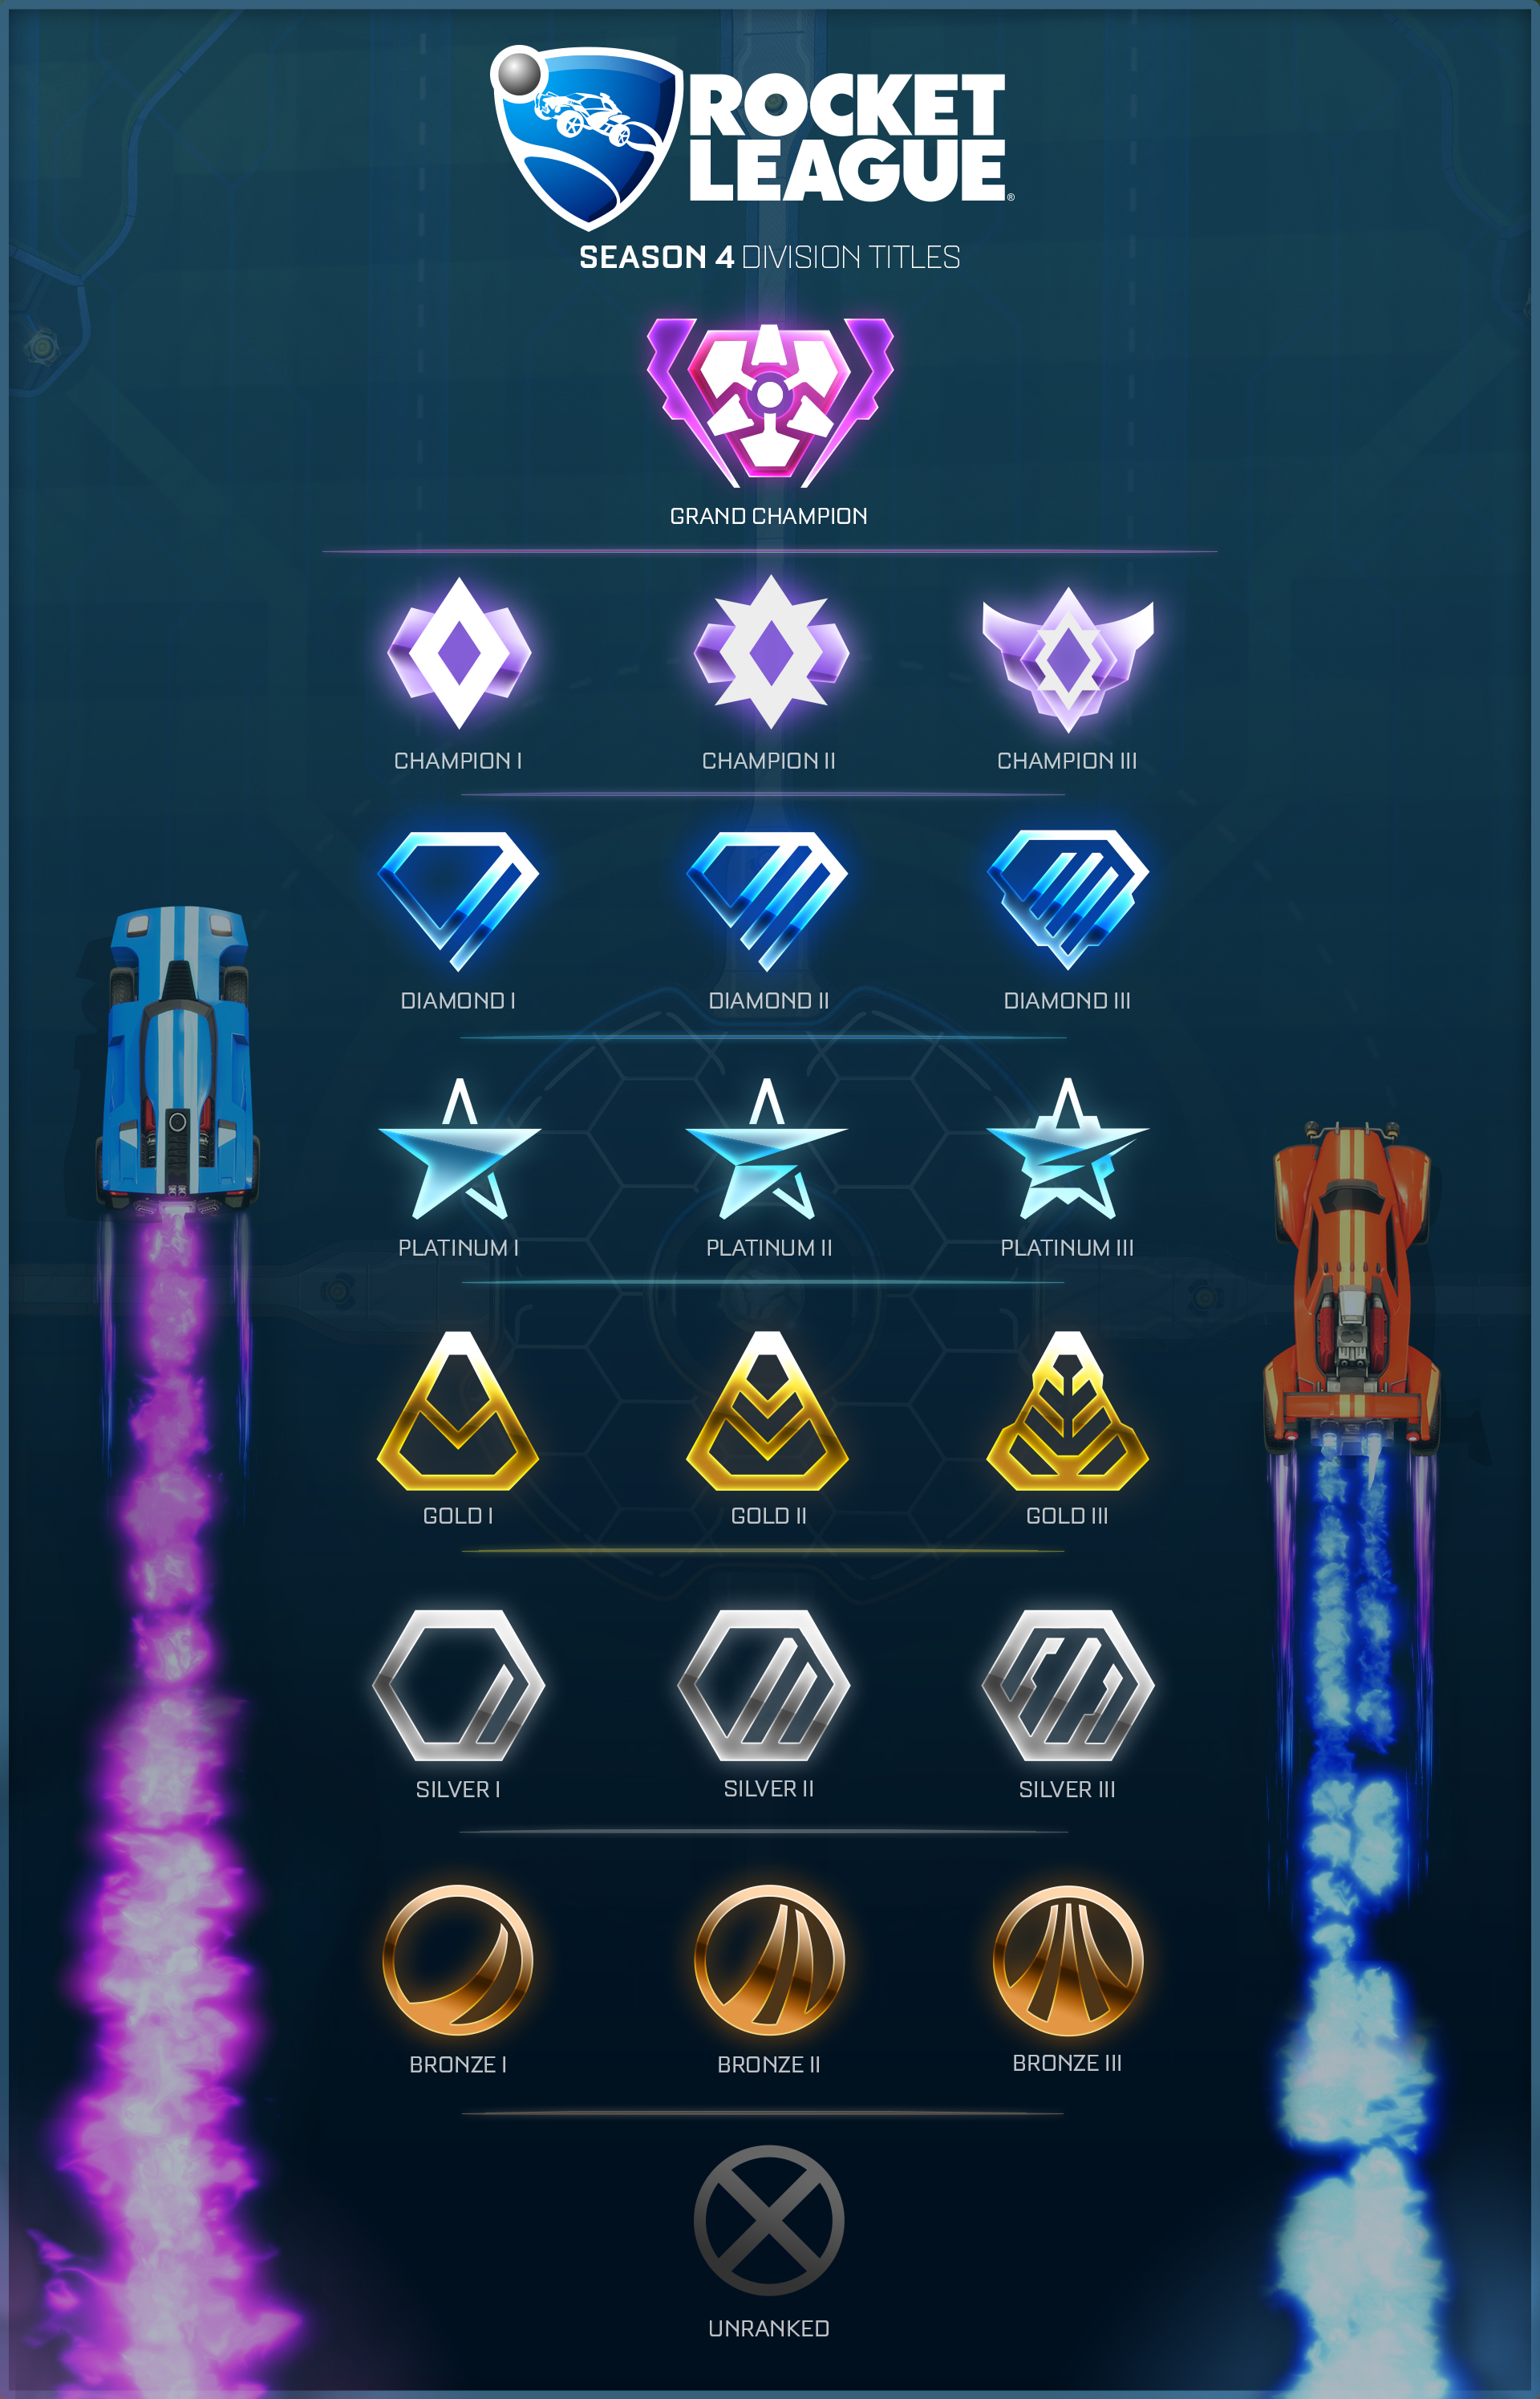 ROCKET
LEAGUE®
SEASON 4 DIVISION TITLES
GRAND CHAMPION
CHAMPION I
CHAMPION II
CHAMPION III
DIAMOND I
DIAMOND II
DIAMOND III
PLATINUM I
PLATINUM II
PLATINUM III
GOLD I
GOLD II
GOLD III
SILVER I
SILVER II
SILVER III
BRONZE I
BRONZE II
BRONZE III
UNRANKED